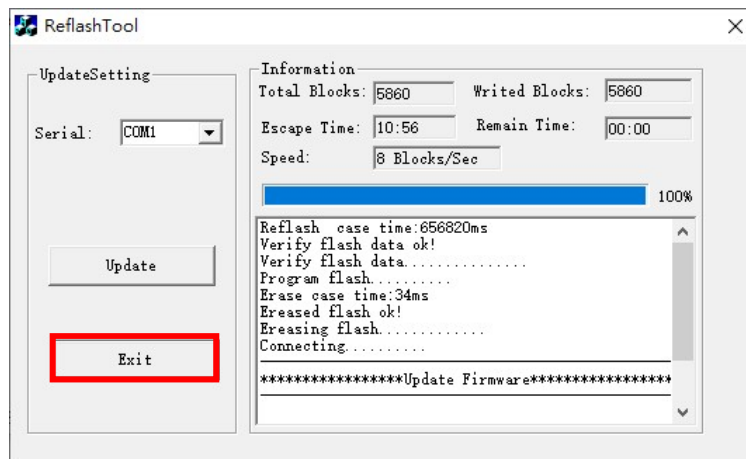 ReflashTool
UpdateSetting
Serial: COM1
Update
Exit
Information
Total Blocks: 5860 Writed Blocks: 5860
Escape Time: 10:56 Remain Time: 00:00
Speed: 8 Blocks/Sec
100%
Reflash  case time:656820ms
Verify flash data ok!
Verify flash data...............
Program flash..........
Erase case time:34ms
Ereased flash ok!
Ereasing flash.............
Connecting..........
*****************Update Firmware*****************